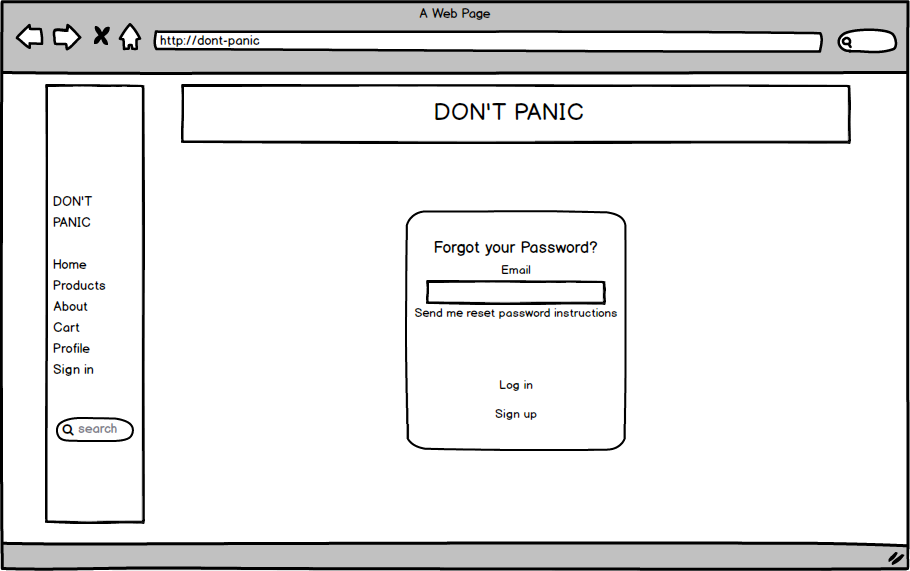 A Web Page
http://dont-panic
DON'T PANIC
DON'T
PANIC
Home
Products
About
Cart
Profile
Sign in
search
Forgot your Password?
Email
Send me reset password instructions
Log in
Sign up